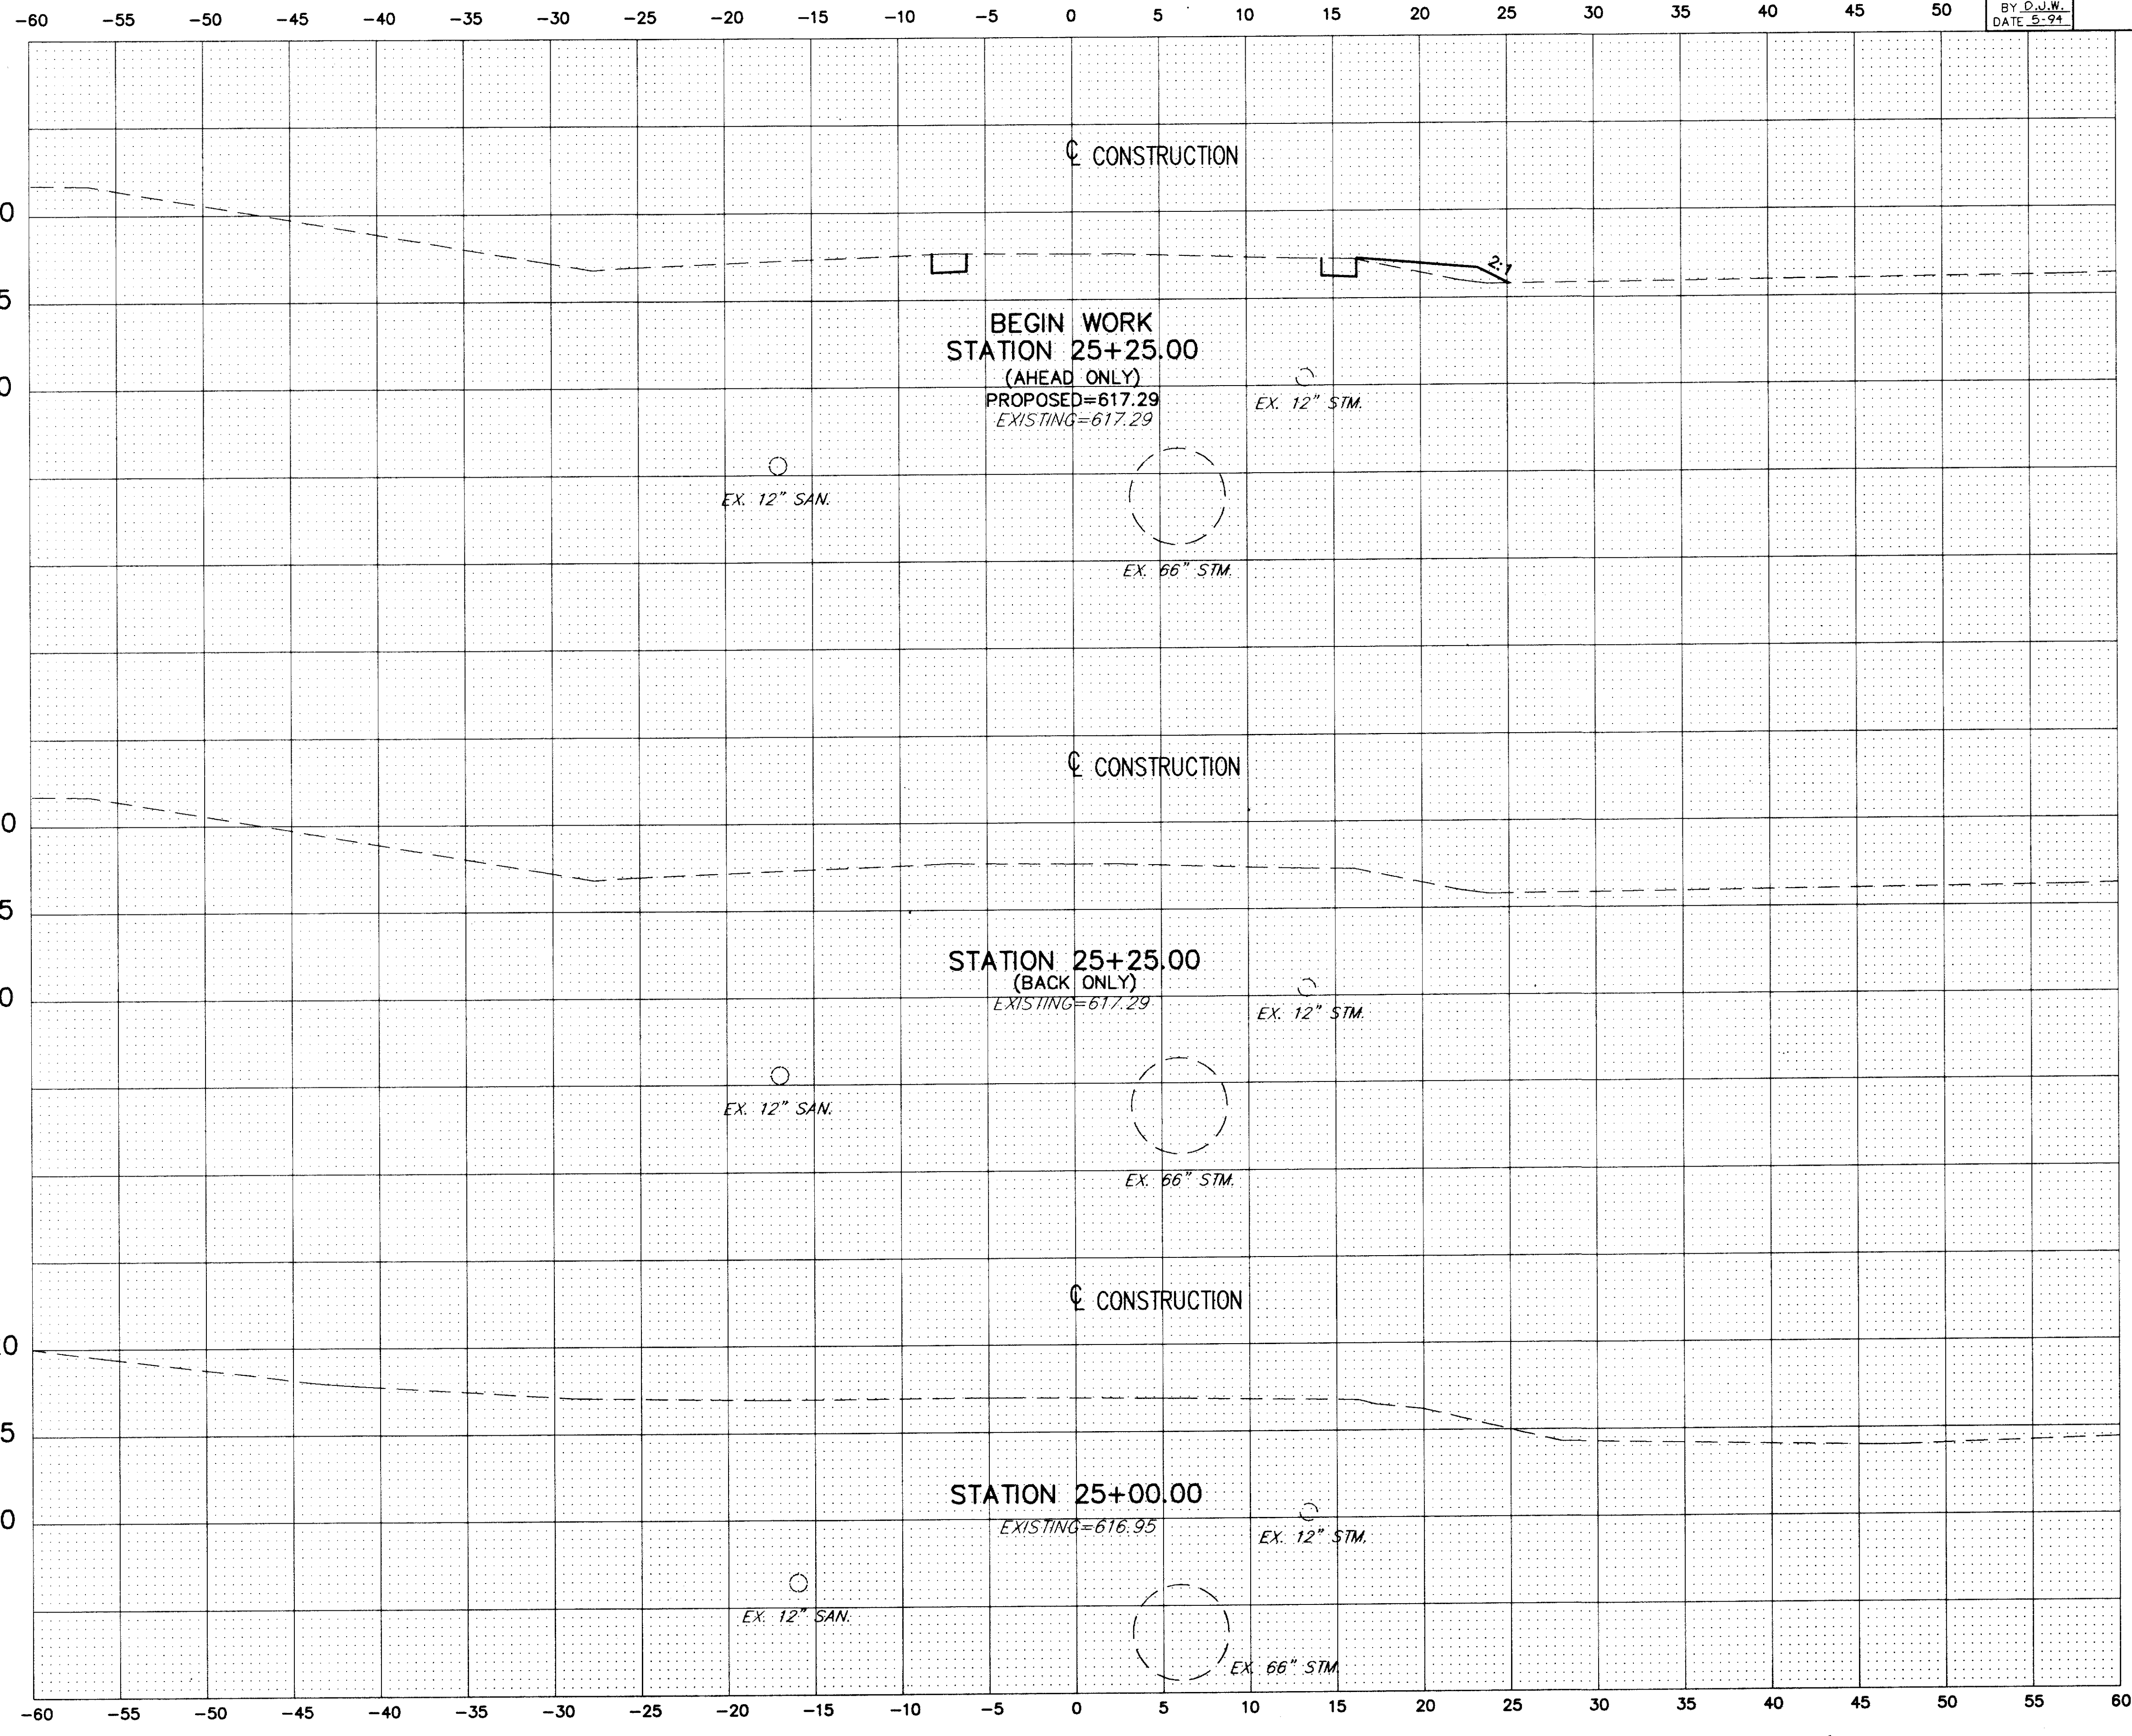 -60 -55 -50 -45 -40 -35 -30 -25 -20 -15 -10 -5 0 5 10 15 20 25 30 35 40 45 50
BY D.J.W.
DATE 5-94
℄ CONSTRUCTION
0
2:1
5
BEGIN WORK
STATION 25+25.00
(AHEAD ONLY)
0
PROPOSED=617.29
EX. 12" STM.
EXISTING=617.29
EX. 12" SAN.
EX. 66" STM.
℄ CONSTRUCTION
0
5
STATION 25+25.00
(BACK ONLY)
0
EXISTING=617.29
EX. 12" STM.
EX. 12" SAN.
EX. 66" STM.
℄ CONSTRUCTION
0
5
STATION 25+00.00
0
EXISTING=616.95
EX. 12" STM.
EX. 12" SAN.
EX. 66" STM.
-60 -55 -50 -45 -40 -35 -30 -25 -20 -15 -10 -5 0 5 10 15 20 25 30 35 40 45 50 55 60